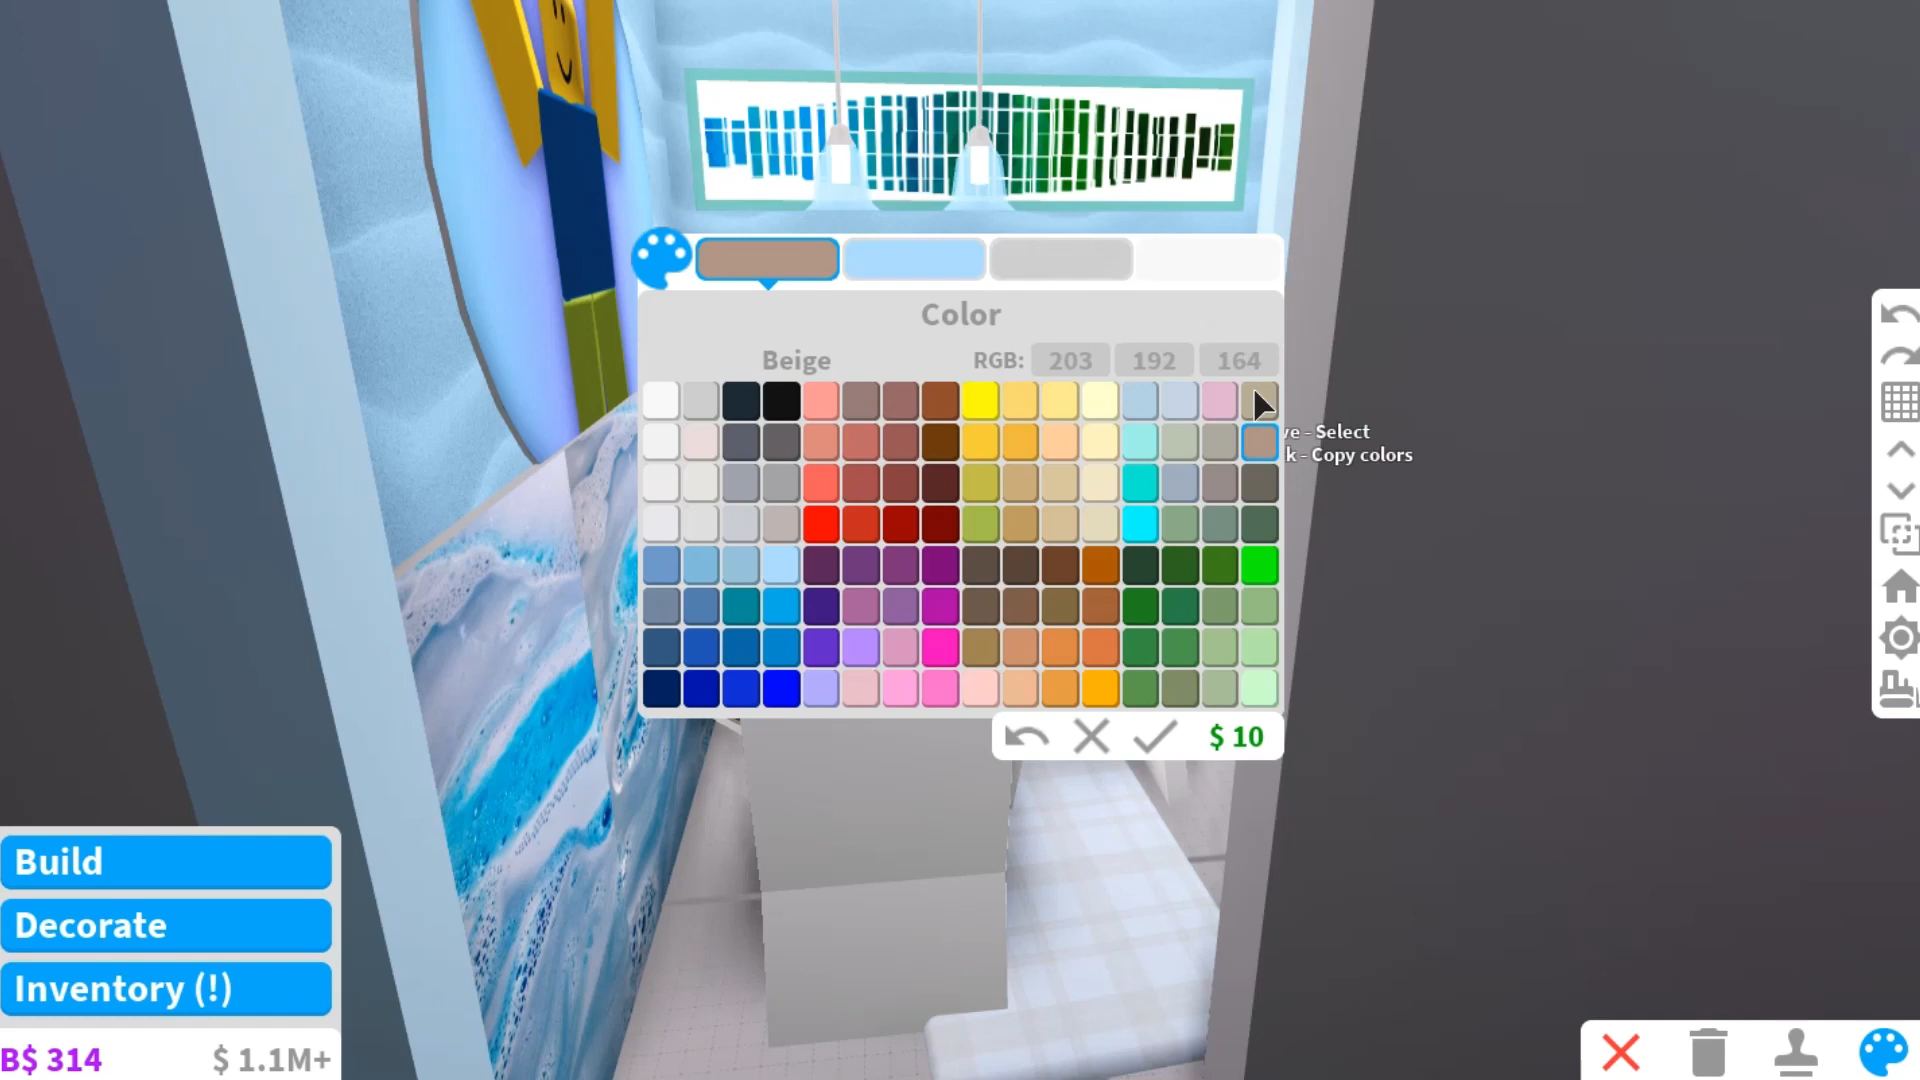 Color
Beige RGB: 203 192 164
ve - Select
k - Copy colors
$ 10
Build
Decorate
Inventory (!)
B$ 314 $ 1.1M+